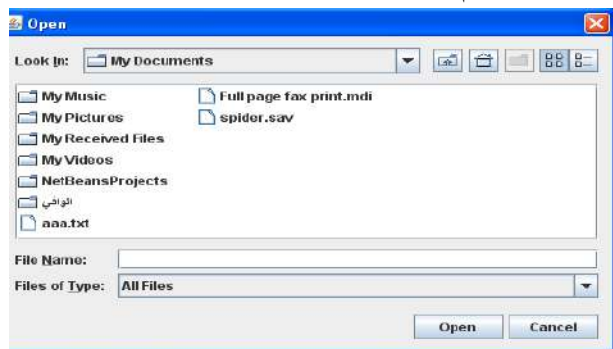 Open
Look In: My Documents
My Music
My Pictures
My Received Files
My Videos
NetBeansProjects
الوافي
aaa.txt
Full page fax print.mdi
spider.sav
File Name:
Files of Type: All Files
Open Cancel